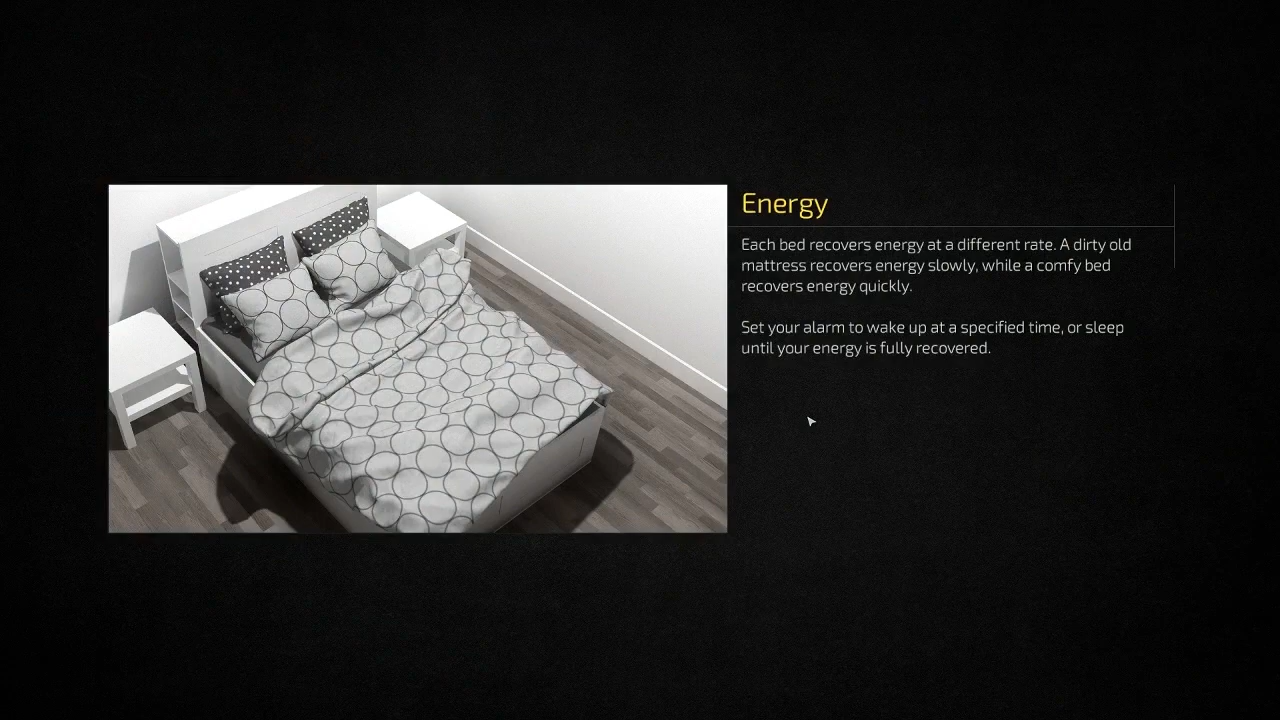 Energy
Each bed recovers energy at a different rate. A dirty old
mattress recovers energy slowly, while a comfy bed
recovers energy quickly.
Set your alarm to wake up at a specified time, or sleep
until your energy is fully recovered.